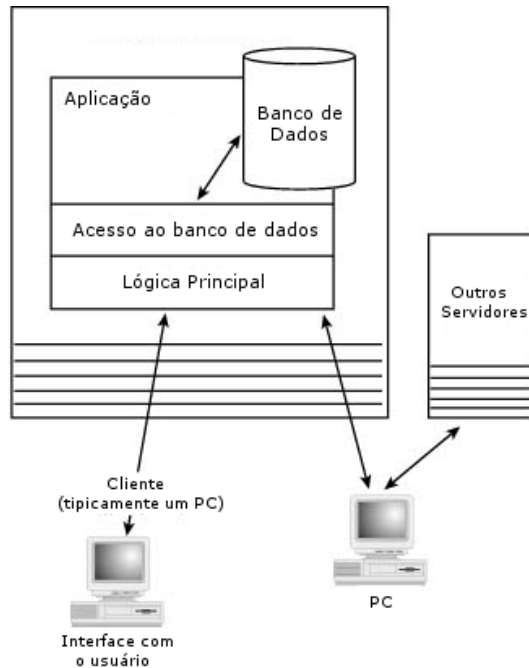 Aplicação
Banco de
Dados
Acesso ao banco de dados
Lógica Principal
Outros
Servidores
Cliente
(tipicamente um PC)
PC
Interface com
o usuário